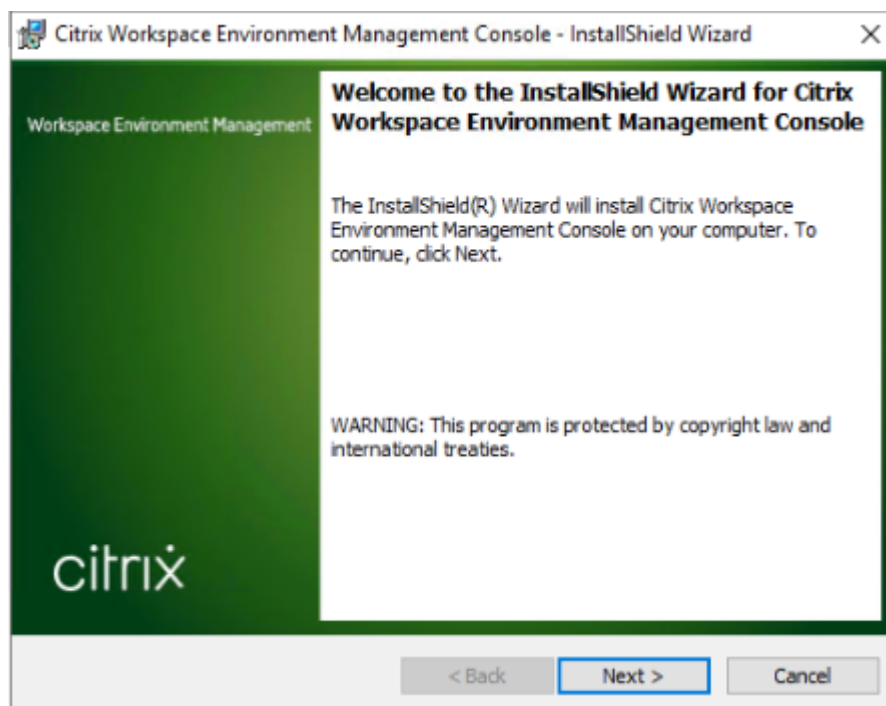 Citrix Workspace Environment Management Console - InstallShield Wizard
Workspace Environment Management
Welcome to the InstallShield Wizard for Citrix
Workspace Environment Management Console
The InstallShield(R) Wizard will install Citrix Workspace
Environment Management Console on your computer. To
continue, click Next.
WARNING: This program is protected by copyright law and
international treaties.
citrix
< Back
Next >
Cancel